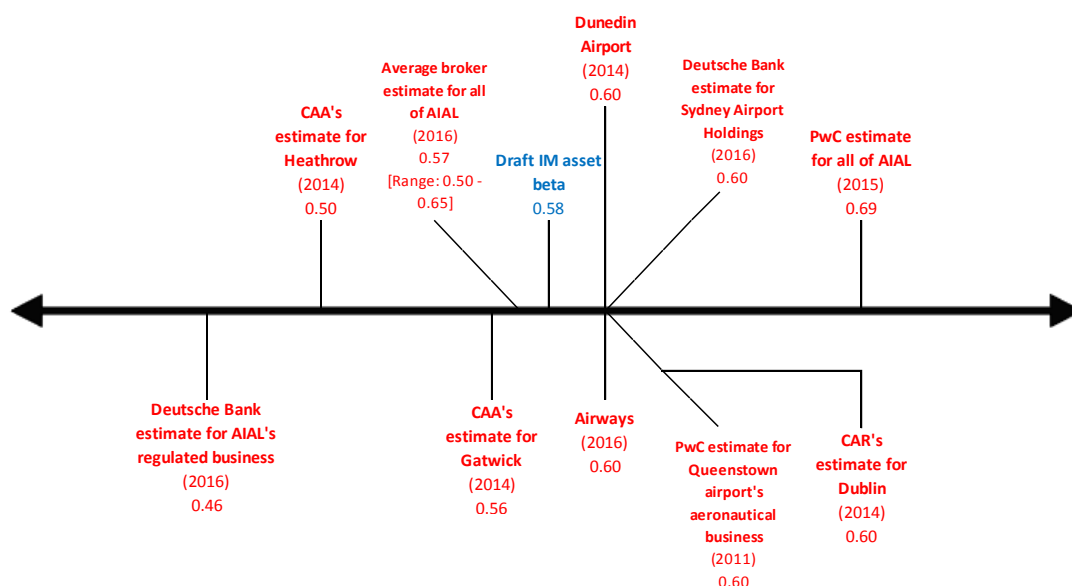 Dunedin
Airport
(2014)
0.60
Average broker
estimate for all
of AIAL
(2016)
0.57
[Range: 0.50 -
0.65]
Deutsche Bank
estimate for
Sydney Airport
Holdings
(2016)
0.60
CAA's
estimate for
Heathrow
(2014)
0.50
Draft IM asset
beta
0.58
PwC estimate
for all of AIAL
(2015)
0.69
Deutsche Bank
estimate for AIAL's
regulated business
(2016)
0.46
CAA's
estimate for
Gatwick
(2014)
0.56
Airways
(2016)
0.60
PwC estimate for
Queenstown
airport's
aeronautical
business
(2011)
0.60
CAR's
estimate for
Dublin
(2014)
0.60